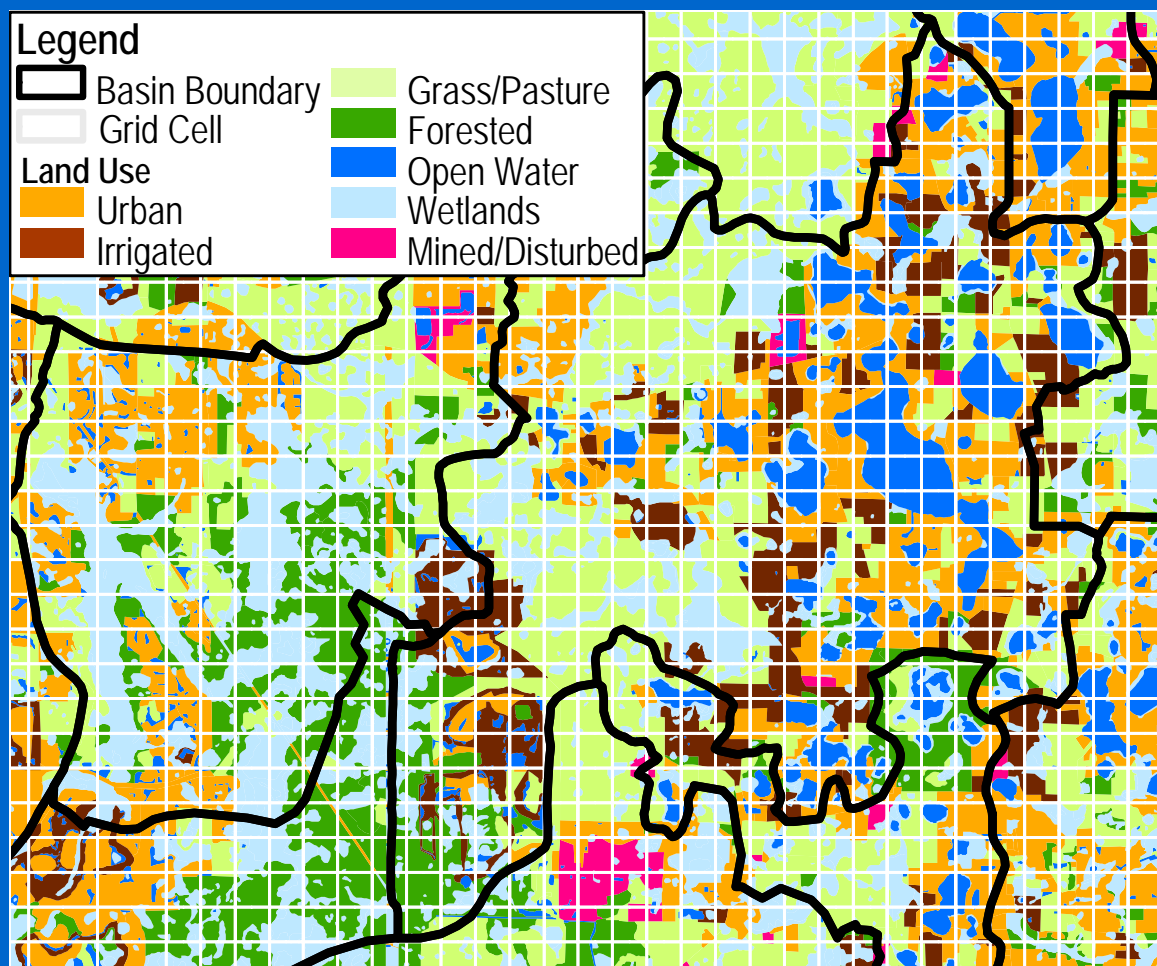 Legend
Basin Boundary
Grid Cell
Land Use
Urban
Irrigated
Grass/Pasture
Forested
Open Water
Wetlands
Mined/Disturbed